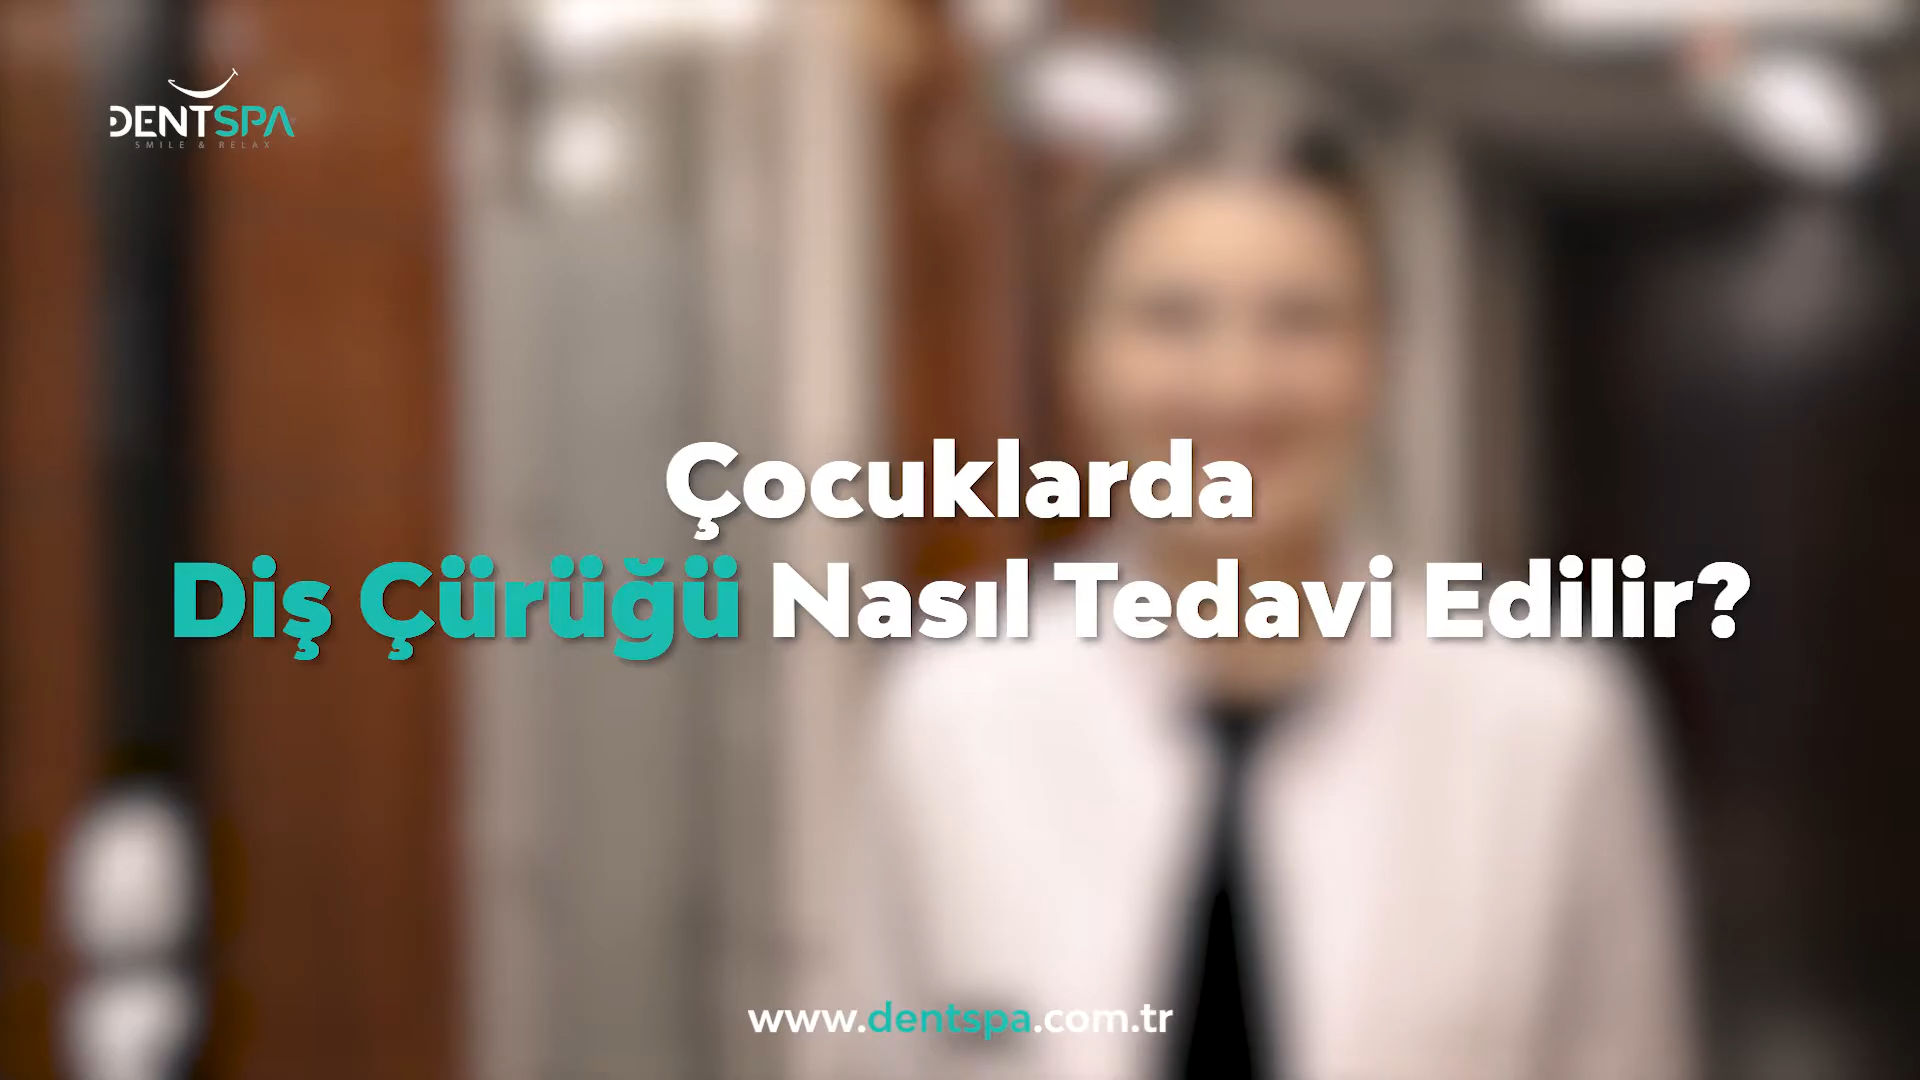 DENTSPA
SMILE & RELAX
Çocuklarda
Diş Çürüğü Nasıl Tedavi Edilir?
www.dentspa.com.tr